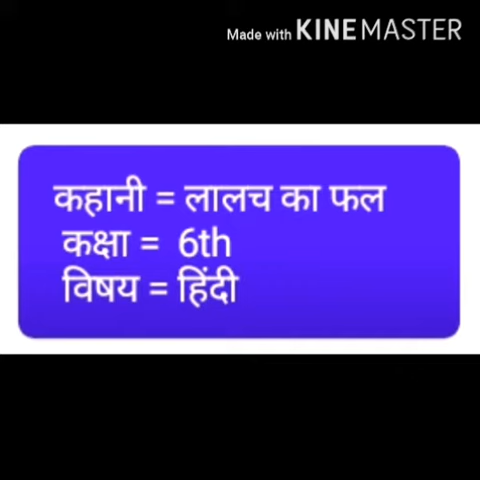 Made with KINEMASTER
कहानी = लालच का फल
कक्षा = 6th
विषय = हिंदी